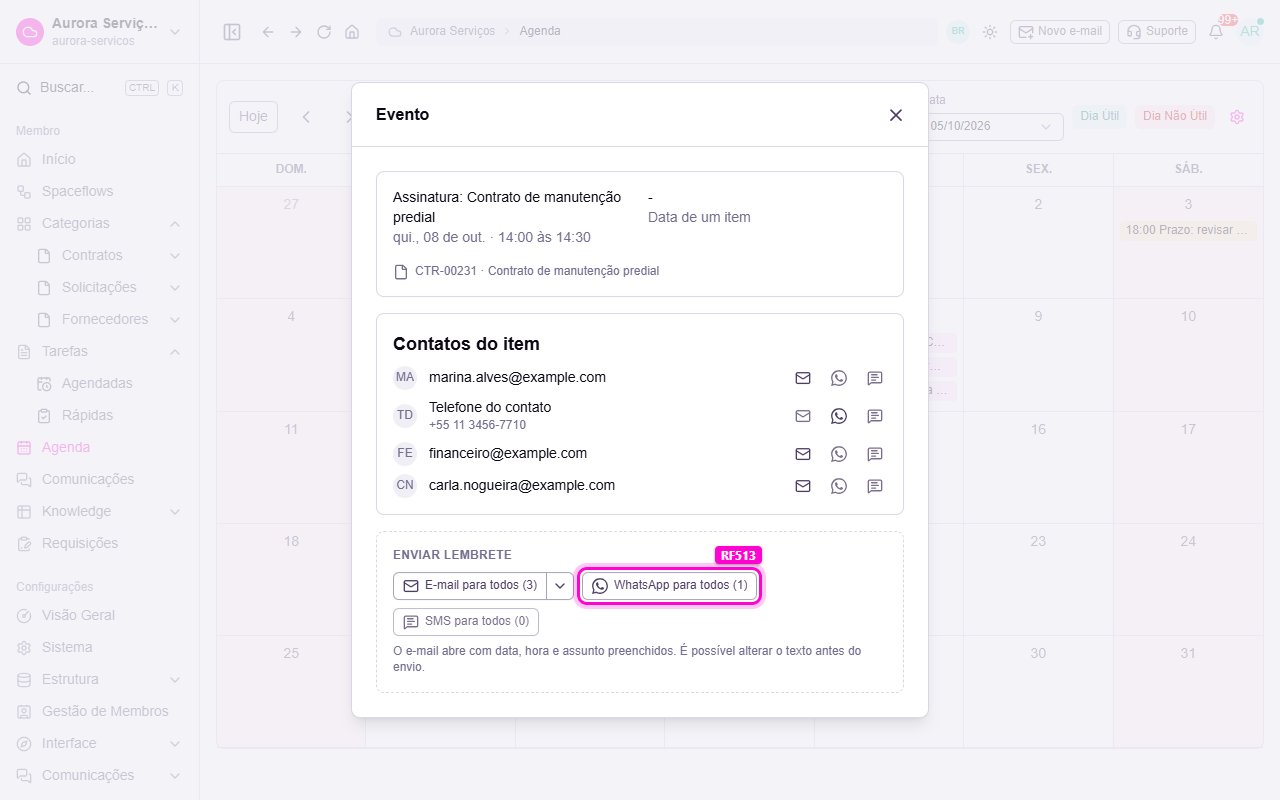 Aurora Serviç...
aurora-servicos
Aurora Serviços
Agenda
BR
Novo e-mail
Suporte
99+
AR
Buscar...
CTRL
K
Membro
Início
Spaceflows
Categorias
Contratos
Solicitações
Fornecedores
Tarefas
Agendadas
Rápidas
Agenda
Comunicações
Knowledge
Requisições
Configurações
Visão Geral
Sistema
Estrutura
Gestão de Membros
Interface
Comunicações
Hoje
05/10/2026
Dia Útil
Dia Não Útil
DOM.
SEX.
SÁB.
27
2
3
18:00 Prazo: revisar ...
4
9
10
11
16
17
18
23
24
25
30
31
Evento
Assinatura: Contrato de manutenção
predial
qui., 08 de out. · 14:00 às 14:30
-
Data de um item
CTR-00231 · Contrato de manutenção predial
Contatos do item
MA
marina.alves@example.com
TD
Telefone do contato
+55 11 3456-7710
FE
financeiro@example.com
CN
carla.nogueira@example.com
ENVIAR LEMBRETE
RF513
E-mail para todos (3)
WhatsApp para todos (1)
SMS para todos (0)
O e-mail abre com data, hora e assunto preenchidos. É possível alterar o texto antes do
envio.